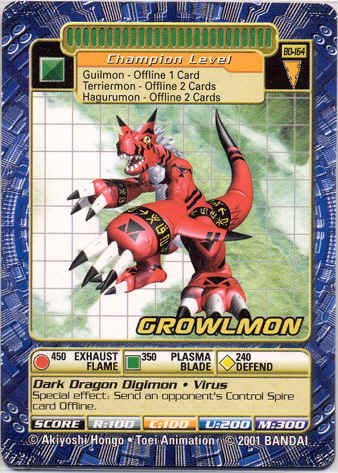 Champion Level
BO-164
Guilmon - Offline 1 Card
Terriermon - Offline 2 Cards
Hagurumon - Offline 2 Cards
GROWLMON
450 EXHAUST FLAME
350 PLASMA BLADE
240 DEFEND
Dark Dragon Digimon • Virus
Special effect: Send an opponent's Control Spire
card Offline.
SCORE R:100 C:100 U:200 M:300
©Akiyoshi Hongo • Toei Animation ©2001 BANDAI